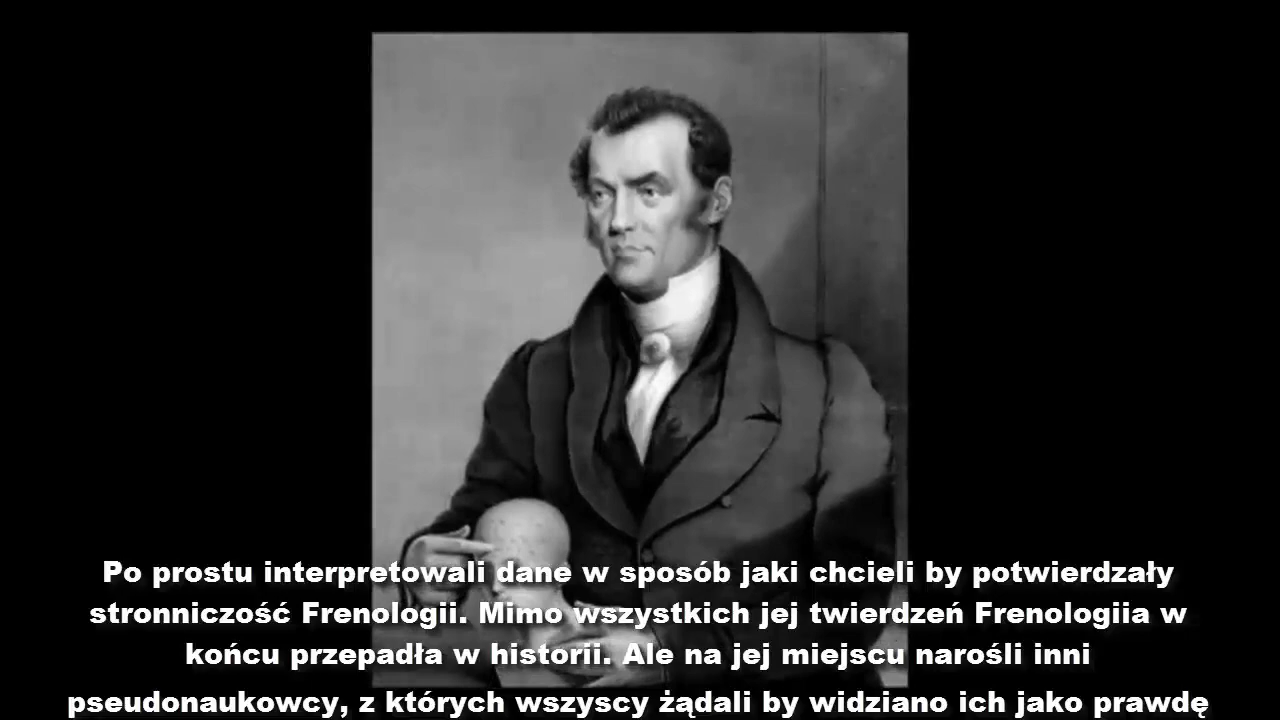 Po prostu interpretowali dane w sposób jaki chcieli by potwierdzały
stronniczość Frenologii. Mimo wszystkich jej twierdzeń Frenologiia w
końcu przepadła w historii. Ale na jej miejscu narośli inni
pseudonaukowcy, z których wszyscy żądali by widziano ich jako prawdę